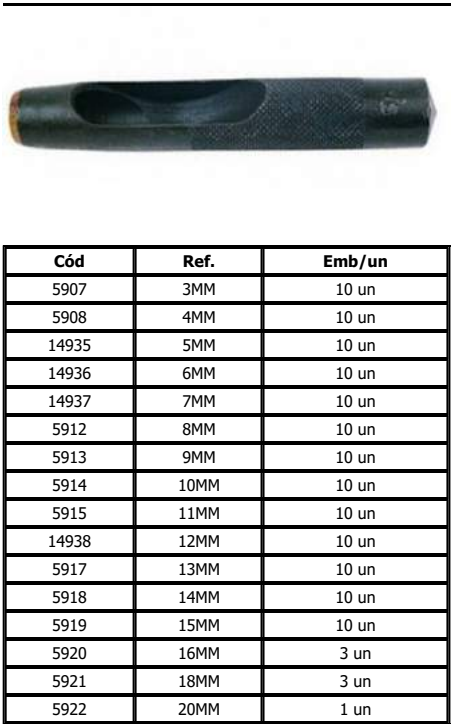 Cód Ref. Emb/un
5907 3MM 10 un
5908 4MM 10 un
14935 5MM 10 un
14936 6MM 10 un
14937 7MM 10 un
5912 8MM 10 un
5913 9MM 10 un
5914 10MM 10 un
5915 11MM 10 un
14938 12MM 10 un
5917 13MM 10 un
5918 14MM 10 un
5919 15MM 10 un
5920 16MM 3 un
5921 18MM 3 un
5922 20MM 1 un